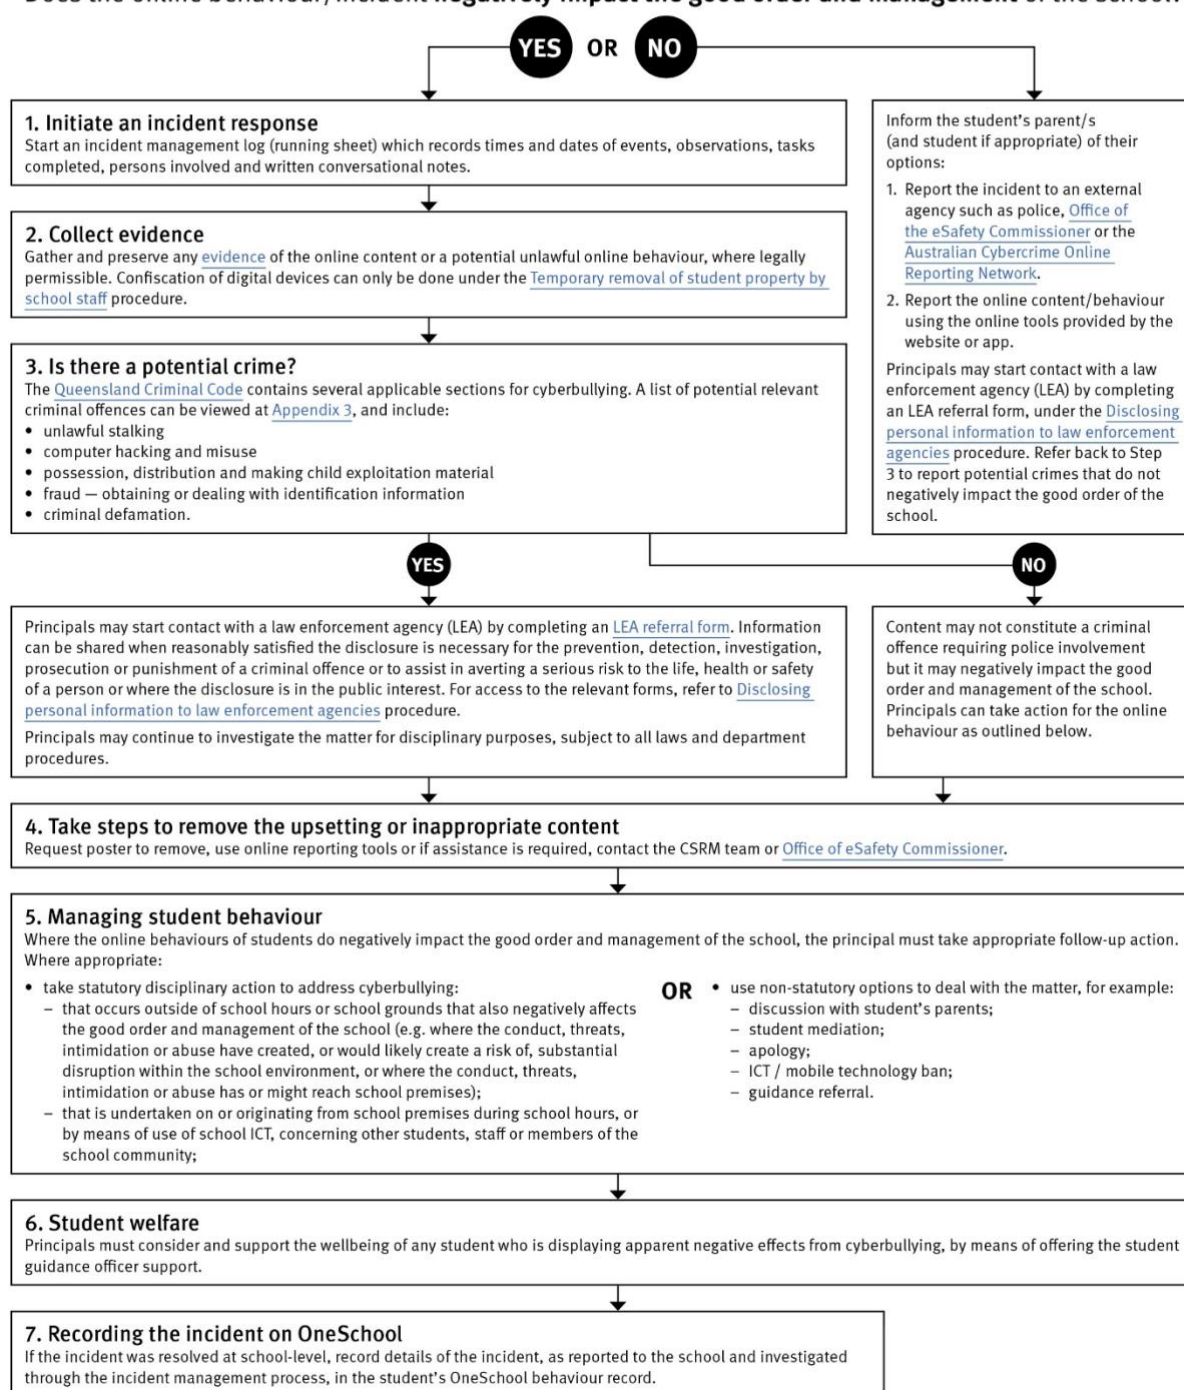 Does the online behaviour/incident negatively impact the good order and management of the school?
YES OR NO
1. Initiate an incident response
Start an incident management log (running sheet) which records times and dates of events, observations, tasks
completed, persons involved and written conversational notes.
2. Collect evidence
Gather and preserve any evidence of the online content or a potential unlawful online behaviour, where legally
permissible. Confiscation of digital devices can only be done under the Temporary removal of student property by
school staff procedure.
3. Is there a potential crime?
The Queensland Criminal Code contains several applicable sections for cyberbullying. A list of potential relevant
criminal offences can be viewed at Appendix 3, and include:
• unlawful stalking
• computer hacking and misuse
• possession, distribution and making child exploitation material
• fraud — obtaining or dealing with identification information
• criminal defamation.
Inform the student's parent/s
(and student if appropriate) of their
options:
1. Report the incident to an external
agency such as police, Office of
the eSafety Commissioner or the
Australian Cybercrime Online
Reporting Network.
2. Report the online content/behaviour
using the online tools provided by the
website or app.
Principals may start contact with a law
enforcement agency (LEA) by completing
an LEA referral form, under the Disclosing
personal information to law enforcement
agencies procedure. Refer back to Step
3 to report potential crimes that do not
negatively impact the good order of the
school.
YES
NO
Principals may start contact with a law enforcement agency (LEA) by completing an LEA referral form. Information
can be shared when reasonably satisfied the disclosure is necessary for the prevention, detection, investigation,
prosecution or punishment of a criminal offence or to assist in averting a serious risk to the life, health or safety
of a person or where the disclosure is in the public interest. For access to the relevant forms, refer to Disclosing
personal information to law enforcement agencies procedure.
Principals may continue to investigate the matter for disciplinary purposes, subject to all laws and department
procedures.
Content may not constitute a criminal
offence requiring police involvement
but it may negatively impact the good
order and management of the school.
Principals can take action for the online
behaviour as outlined below.
4. Take steps to remove the upsetting or inappropriate content
Request poster to remove, use online reporting tools or if assistance is required, contact the CSRM team or Office of eSafety Commissioner.
5. Managing student behaviour
Where the online behaviours of students do negatively impact the good order and management of the school, the principal must take appropriate follow-up action.
Where appropriate:
• take statutory disciplinary action to address cyberbullying:
– that occurs outside of school hours or school grounds that also negatively affects
the good order and management of the school (e.g. where the conduct, threats,
intimidation or abuse have created, or would likely create a risk of, substantial
disruption within the school environment, or where the conduct, threats,
intimidation or abuse has or might reach school premises);
– that is undertaken on or originating from school premises during school hours, or
by means of use of school ICT, concerning other students, staff or members of the
school community;
OR
• use non-statutory options to deal with the matter, for example:
– discussion with student's parents;
– student mediation;
– apology;
– ICT / mobile technology ban;
– guidance referral.
6. Student welfare
Principals must consider and support the wellbeing of any student who is displaying apparent negative effects from cyberbullying, by means of offering the student
guidance officer support.
7. Recording the incident on OneSchool
If the incident was resolved at school-level, record details of the incident, as reported to the school and investigated
through the incident management process, in the student's OneSchool behaviour record.